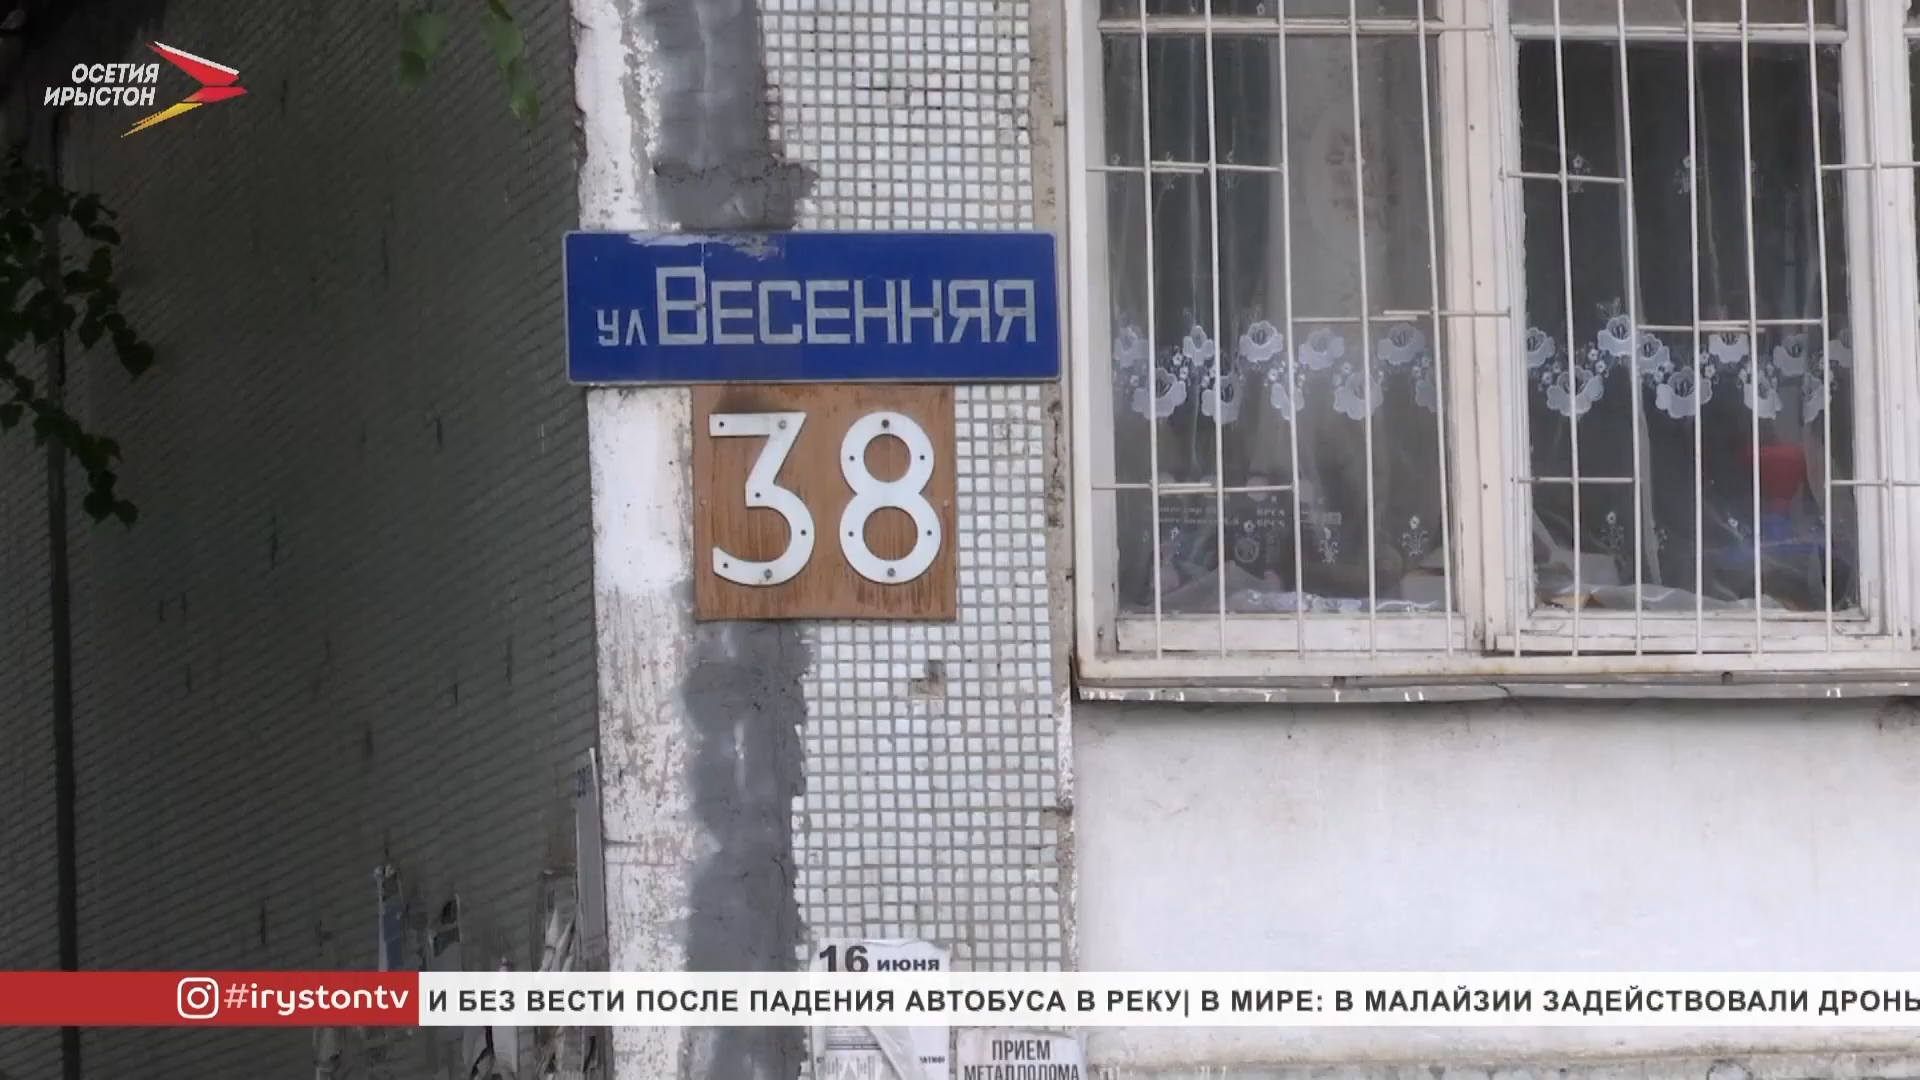 ОСЕТИЯ
ИРЫСТОН
ул ВЕСЕННЯЯ
38
16 июня
#irystontv
И БЕЗ ВЕСТИ ПОСЛЕ ПАДЕНИЯ АВТОБУСА В РЕКУ| В МИРЕ: В МАЛАЙЗИИ ЗАДЕЙСТВОВАЛИ ДРОНЫ
ПРИЕМ
МЕТАЛЛОЛОМА